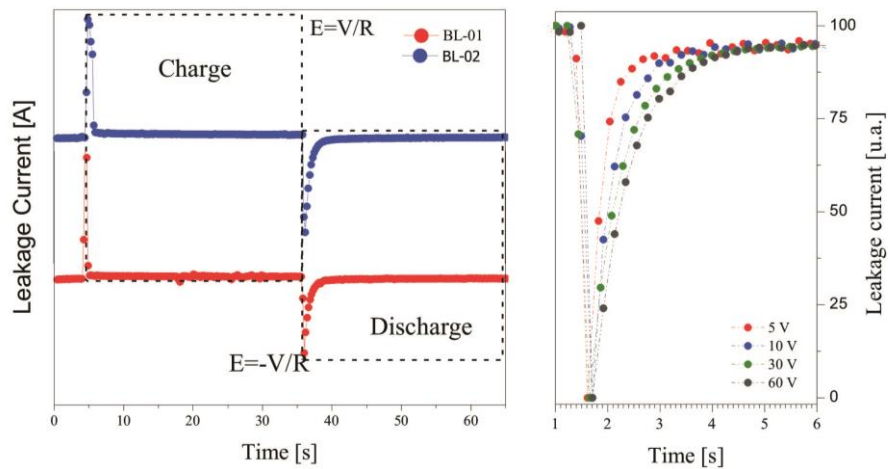 E=V/R
BL-01
BL-02
Charge
Discharge
E=-V/R
Leakage Current [A]
0 10 20 30 40 50 60
Time [s]
100
75
50
25
0
Leakage current [u.a.]
5 V
10 V
30 V
60 V
1 2 3 4 5 6
Time [s]